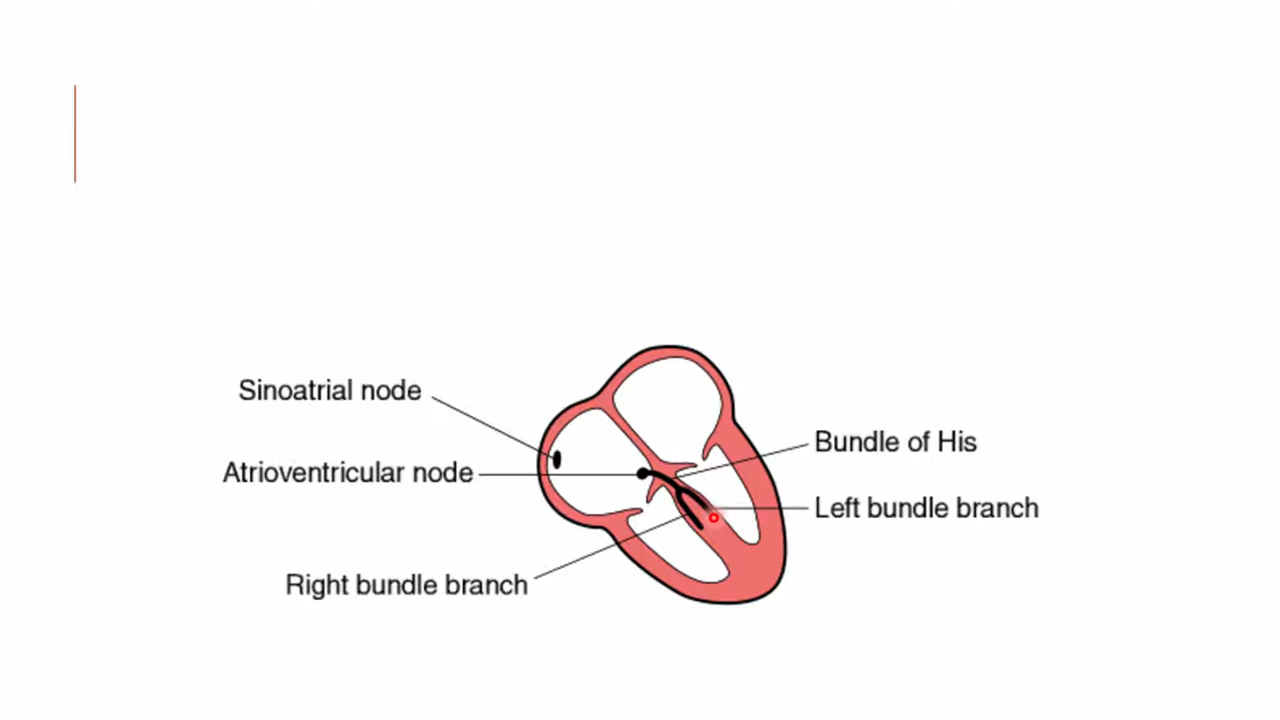 Sinoatrial node
Atrioventricular node
Bundle of His
Left bundle branch
Right bundle branch